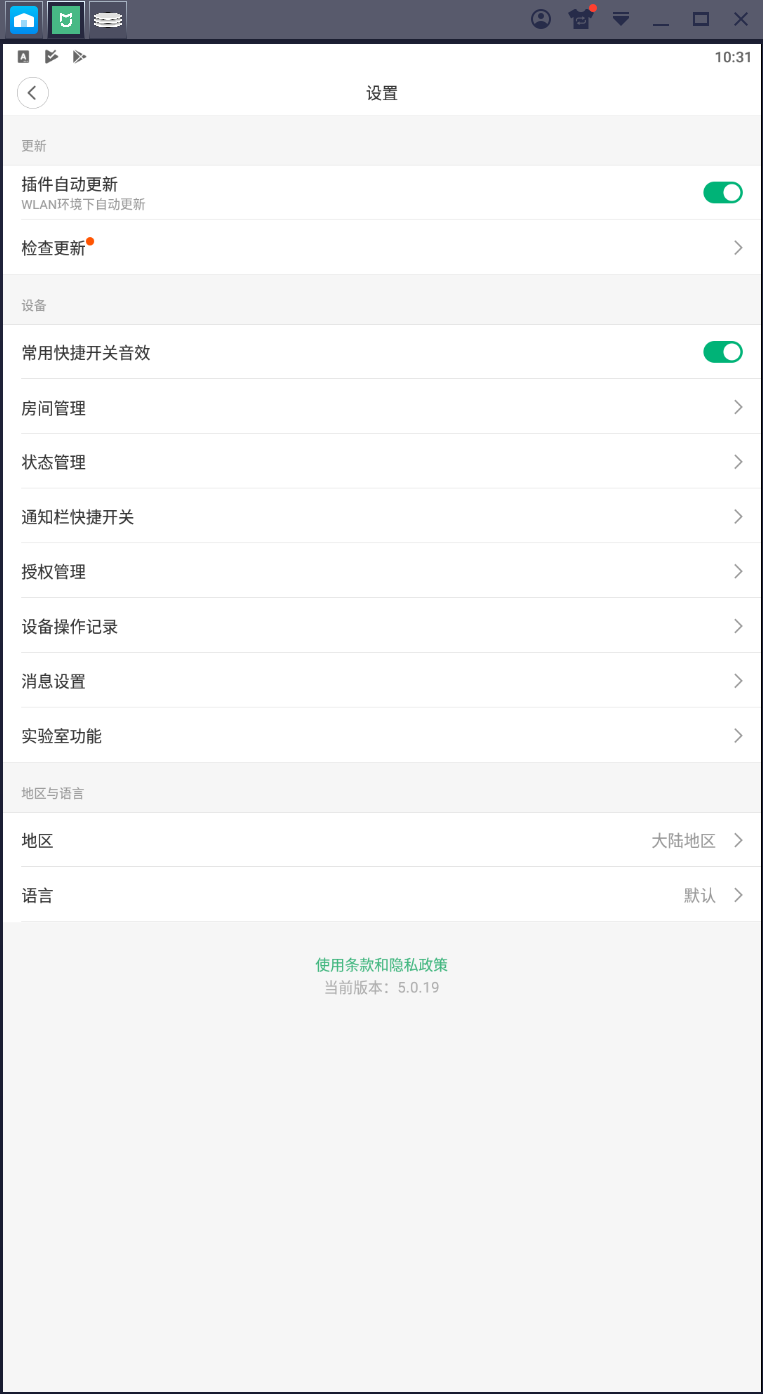 10:31
设置
更新
插件自动更新
WLAN环境下自动更新
检查更新
设备
常用快捷开关音效
房间管理
状态管理
通知栏快捷开关
授权管理
设备操作记录
消息设置
实验室功能
地区与语言
地区 大陆地区
语言 默认
使用条款和隐私政策
当前版本：5.0.19